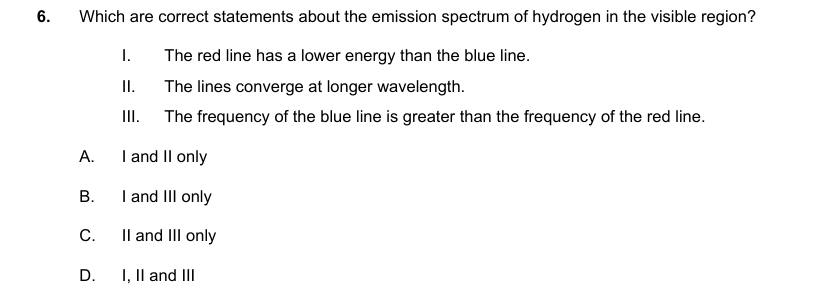 6. Which are correct statements about the emission spectrum of hydrogen in the visible region?
I. The red line has a lower energy than the blue line.
II. The lines converge at longer wavelength.
III. The frequency of the blue line is greater than the frequency of the red line.
A. I and II only
B. I and III only
C. II and III only
D. I, II and III